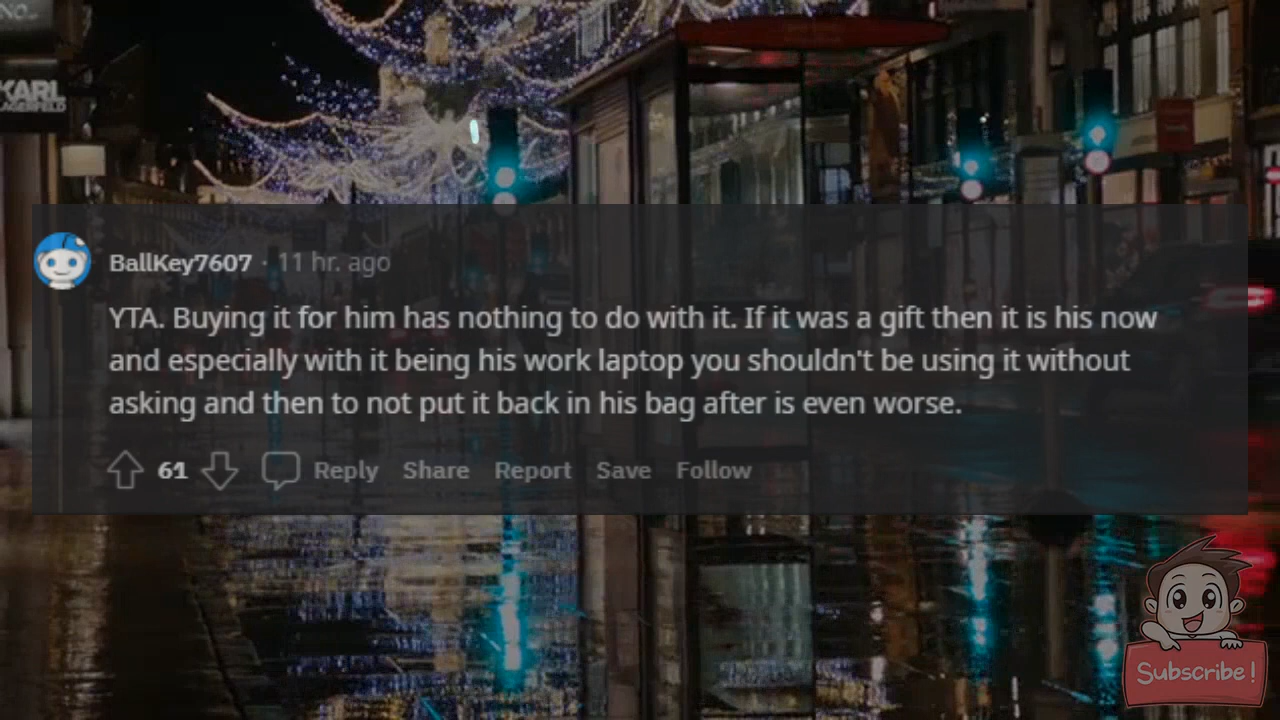 NO..
KARL
LAGERFELD
BallKey7607 · 11 hr. ago
YTA. Buying it for him has nothing to do with it. If it was a gift then it is his now
and especially with it being his work laptop you shouldn't be using it without
asking and then to not put it back in his bag after is even worse.
61 Reply Share Report Save Follow
Subscribe!